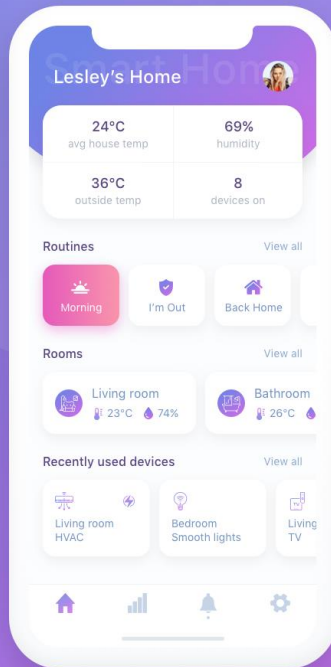 Smart Home
Lesley's Home
24°C
avg house temp
69%
humidity
36°C
outside temp
8
devices on
Routines
View all
Morning
I'm Out
Back Home
Rooms
View all
Living room
23°C
74%
Bathroom
26°C
Recently used devices
View all
Living room
HVAC
Bedroom
Smooth lights
Living
TV